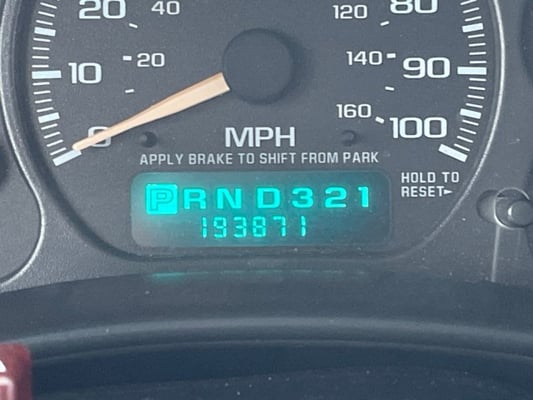 20 40 120 80
10 20 140 90
0 160 100
MPH
APPLY BRAKE TO SHIFT FROM PARK
HOLD TO
RESET
PRND321
193871